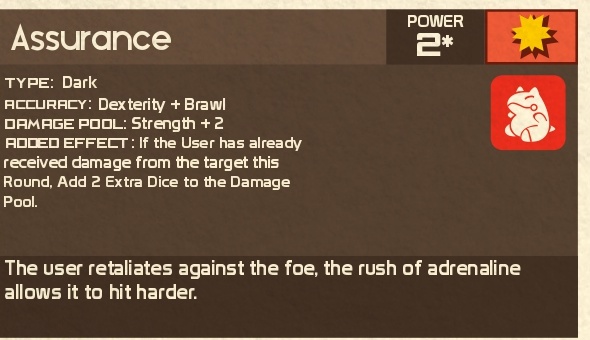 Assurance
POWER
2*
TYPE: Dark
ACCURACY: Dexterity + Brawl
DAMAGE POOL: Strength + 2
ADDED EFFECT: If the User has already
received damage from the target this
Round, Add 2 Extra Dice to the Damage
Pool.
The user retaliates against the foe, the rush of adrenaline
allows it to hit harder.